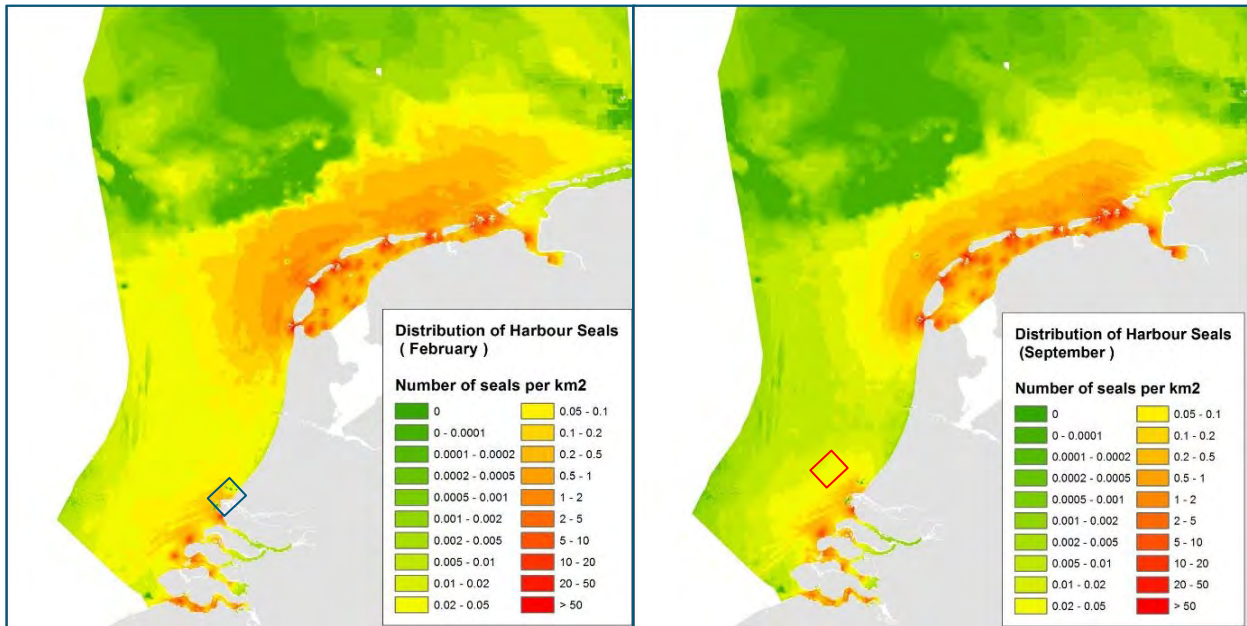 Distribution of Harbour Seals
( February )
Number of seals per km2
0
0 - 0.0001
0.0001 - 0.0002
0.0002 - 0.0005
0.0005 - 0.001
0.001 - 0.002
0.002 - 0.005
0.005 - 0.01
0.01 - 0.02
0.02 - 0.05
0.05 - 0.1
0.1 - 0.2
0.2 - 0.5
0.5 - 1
1 - 2
2 - 5
5 - 10
10 - 20
20 - 50
> 50
Distribution of Harbour Seals
(September )
Number of seals per km2
0
0 - 0.0001
0.0001 - 0.0002
0.0002 - 0.0005
0.0005 - 0.001
0.001 - 0.002
0.002 - 0.005
0.005 - 0.01
0.01 - 0.02
0.02 - 0.05
0.05 - 0.1
0.1 - 0.2
0.2 - 0.5
0.5 - 1
1 - 2
2 - 5
5 - 10
10 - 20
20 - 50
> 50